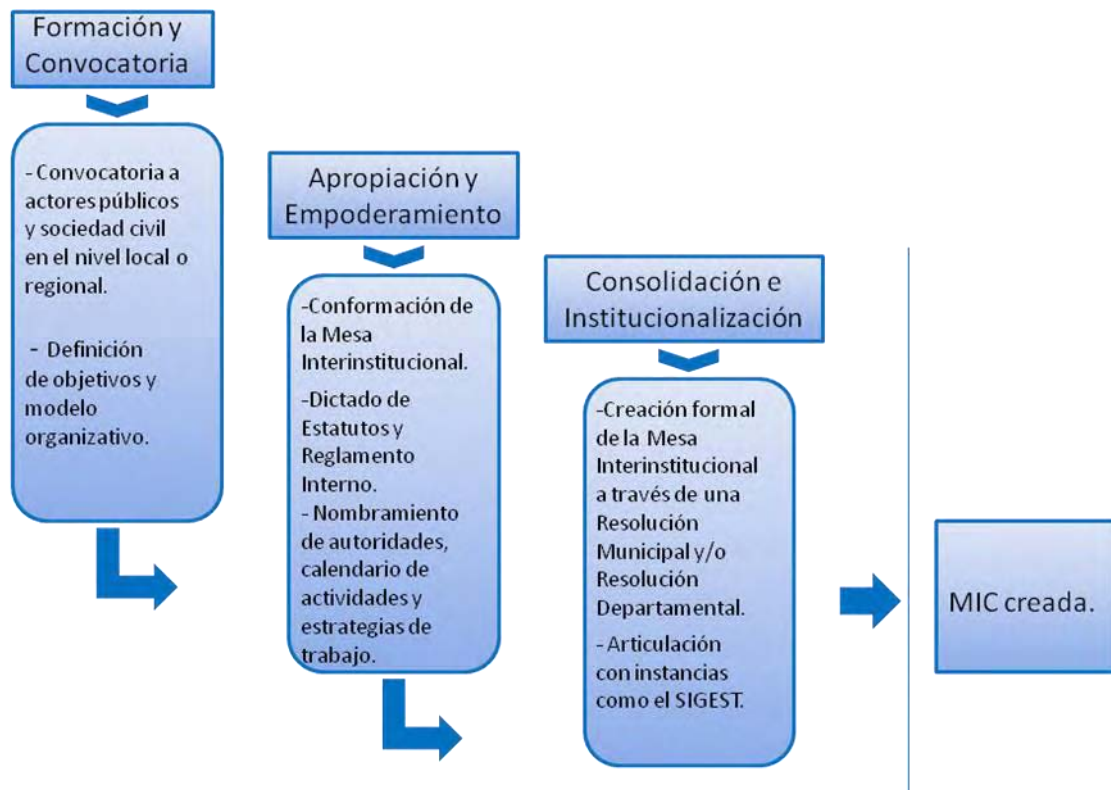 Formación y
Convocatoria
- Convocatoria a
actores públicos
y sociedad civil
en el nivel local o
regional.
- Definición
de objetivos y
modelo
organizativo.
Apropiación y
Empoderamiento
-Conformación de
la Mesa
Interinstitucional.
-Dictado de
Estatutos y
Reglamento
Interno.
- Nombramiento
de autoridades,
calendario de
actividades y
estrategias de
trabajo.
Consolidación e
Institucionalización
-Creación formal
de la Mesa
Interinstitucional
a través de una
Resolución
Municipal y/o
Resolución
Departamental.
- Articulación
con instancias
como el SIGEST.
MIC creada.